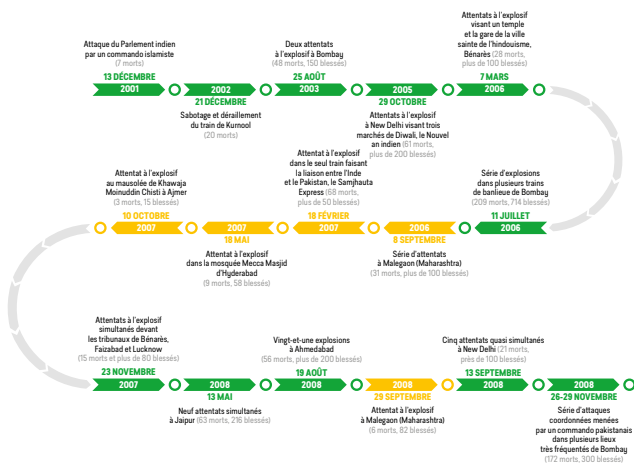 Attaque du Parlement indien
par un commando islamiste
(7 morts)
13 DÉCEMBRE
2001
2002
21 DÉCEMBRE
Sabotage et déraillement
du train de Kurnool
(20 morts)
Deux attentats
à l'explosif à Bombay
(48 morts, 150 blessés)
25 AOÛT
2003
2005
29 OCTOBRE
Attentats à l'explosif
à New Delhi visant trois
marchés de Diwali, le Nouvel
an indien (61 morts,
plus de 200 blessés)
Attentats à l'explosif
visant un temple
et la gare de la ville
sainte de l'hindouisme,
Bénarès (28 morts,
plus de 100 blessés)
7 MARS
2006
Série d'explosions
dans plusieurs trains
de banlieue de Bombay
(209 morts, 714 blessés)
11 JUILLET
2006
2006
8 SEPTEMBRE
Série d'attentats
à Malegaon (Maharashtra)
(31 morts, plus de 100 blessés)
Attentat à l'explosif
dans le seul train faisant
la liaison entre l'Inde
et le Pakistan, le Samjhauta
Express (68 morts,
plus de 50 blessés)
18 FÉVRIER
2007
2007
18 MAI
Attentat à l'explosif
dans la mosquée Mecca Masjid
d'Hyderabad
(9 morts, 58 blessés)
Attentat à l'explosif
au mausolée de Khawaja
Moinuddin Chisti à Ajmer
(3 morts, 15 blessés)
10 OCTOBRE
2007
Attentats à l'explosif
simultanés devant
les tribunaux de Bénarès,
Faizabad et Lucknow
(15 morts et plus de 80 blessés)
23 NOVEMBRE
2007
2008
13 MAI
Neuf attentats simultanés
à Jaipur (63 morts, 216 blessés)
Vingt-et-une explosions
à Ahmedabad
(56 morts, plus de 200 blessés)
19 AOÛT
2008
2008
29 SEPTEMBRE
Attentat à l'explosif
à Malegaon (Maharashtra)
(6 morts, 82 blessés)
Cinq attentats quasi simultanés
à New Delhi (21 morts,
près de 100 blessés)
13 SEPTEMBRE
2008
2008
26-29 NOVEMBRE
Série d'attaques
coordonnées menées
par un commando pakistanais
dans plusieurs lieux
très fréquentés de Bombay
(172 morts, 300 blessés)